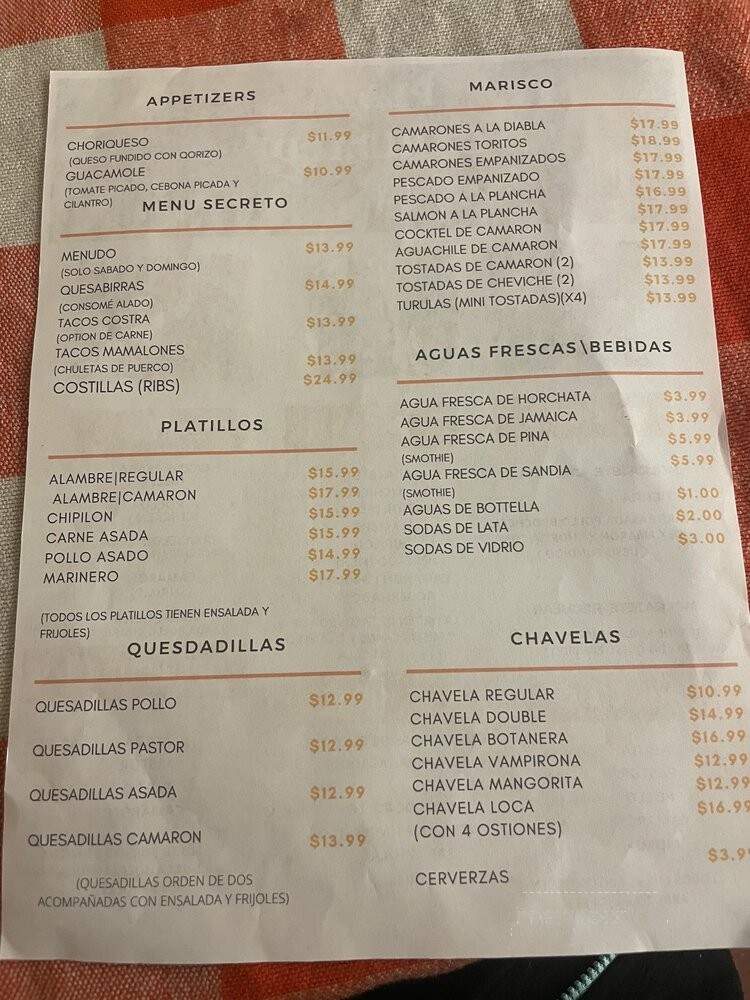 APPETIZERS
CHORIQUESO $11.99
(QUESO FUNDIDO CON QORIZO)
GUACAMOLE $10.99
(TOMATE PICADO, CEBONA PICADA Y
CILANTRO)
MENU SECRETO
MENUDO $13.99
(SOLO SABADO Y DOMINGO)
QUESABIRRAS $14.99
(CONSOMÉ ALADO)
TACOS COSTRA $13.99
(OPTION DE CARNE)
TACOS MAMALONES $13.99
(CHULETAS DE PUERCO)
COSTILLAS (RIBS) $24.99
PLATILLOS
ALAMBRE|REGULAR $15.99
ALAMBRE|CAMARON $17.99
CHIPILON $15.99
CARNE ASADA $15.99
POLLO ASADO $14.99
MARINERO $17.99
(TODOS LOS PLATILLOS TIENEN ENSALADA Y
FRIJOLES)
QUESDADILLAS
QUESADILLAS POLLO $12.99
QUESADILLAS PASTOR $12.99
QUESADILLAS ASADA $12.99
QUESADILLAS CAMARON $13.99
(QUESADILLAS ORDEN DE DOS
ACOMPAÑADAS CON ENSALADA Y FRIJOLES)
MARISCO
CAMARONES A LA DIABLA $17.99
CAMARONES TORITOS $18.99
CAMARONES EMPANIZADOS $17.99
PESCADO EMPANIZADO $17.99
PESCADO A LA PLANCHA $16.99
SALMON A LA PLANCHA $17.99
COCKTEL DE CAMARON $17.99
AGUACHILE DE CAMARON $17.99
TOSTADAS DE CAMARON (2) $13.99
TOSTADAS DE CHEVICHE (2) $13.99
TURULAS (MINI TOSTADAS)(X4) $13.99
AGUAS FRESCAS\BEBIDAS
AGUA FRESCA DE HORCHATA $3.99
AGUA FRESCA DE JAMAICA $3.99
AGUA FRESCA DE PINA $5.99
(SMOTHIE)
AGUA FRESCA DE SANDIA $5.99
(SMOTHIE)
AGUAS DE BOTTELLA $1.00
SODAS DE LATA $2.00
SODAS DE VIDRIO $3.00
CHAVELAS
CHAVELA REGULAR $10.99
CHAVELA DOUBLE $14.99
CHAVELA BOTANERA $16.99
CHAVELA VAMPIRONA $12.99
CHAVELA MANGORITA $12.99
CHAVELA LOCA $16.99
(CON 4 OSTIONES)
$3.9
CERVERZAS